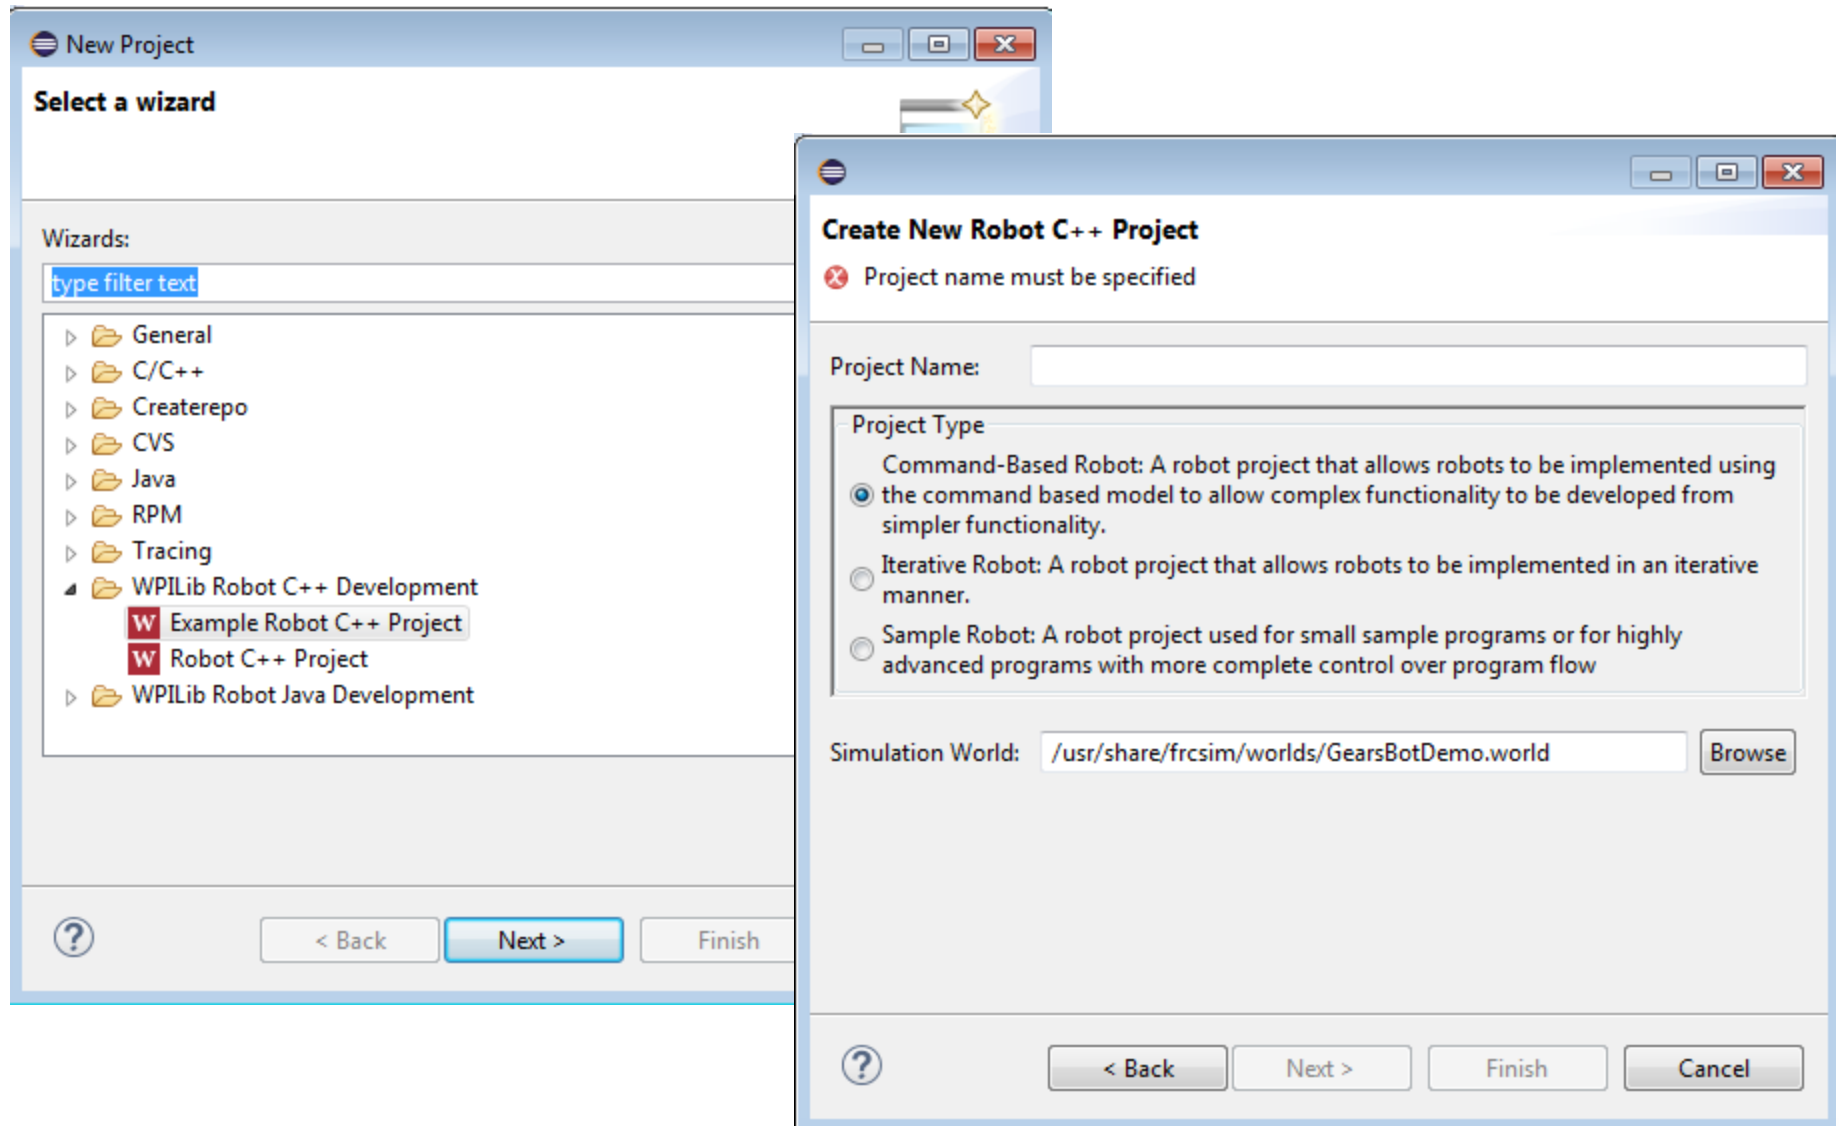 New Project
Select a wizard
Wizards:
type filter text
General
C/C++
Createrepo
CVS
Java
RPM
Tracing
WPILib Robot C++ Development
W Example Robot C++ Project
W Robot C++ Project
WPILib Robot Java Development
?
< Back
Next >
Finish
Create New Robot C++ Project
Project name must be specified
Project Name:
Project Type
Command-Based Robot: A robot project that allows robots to be implemented using
the command based model to allow complex functionality to be developed from
simpler functionality.
Iterative Robot: A robot project that allows robots to be implemented in an iterative
manner.
Sample Robot: A robot project used for small sample programs or for highly
advanced programs with more complete control over program flow
Simulation World: /usr/share/frcsim/worlds/GearsBotDemo.world Browse
?
< Back
Next >
Finish
Cancel